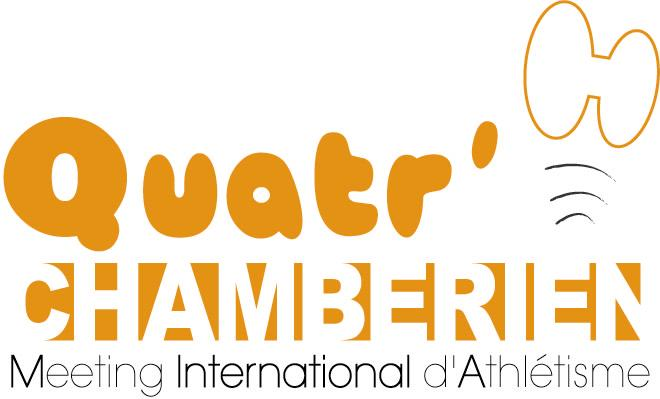 Quatr'H
CHAMBERIEN
Meeting International d'Athlétisme